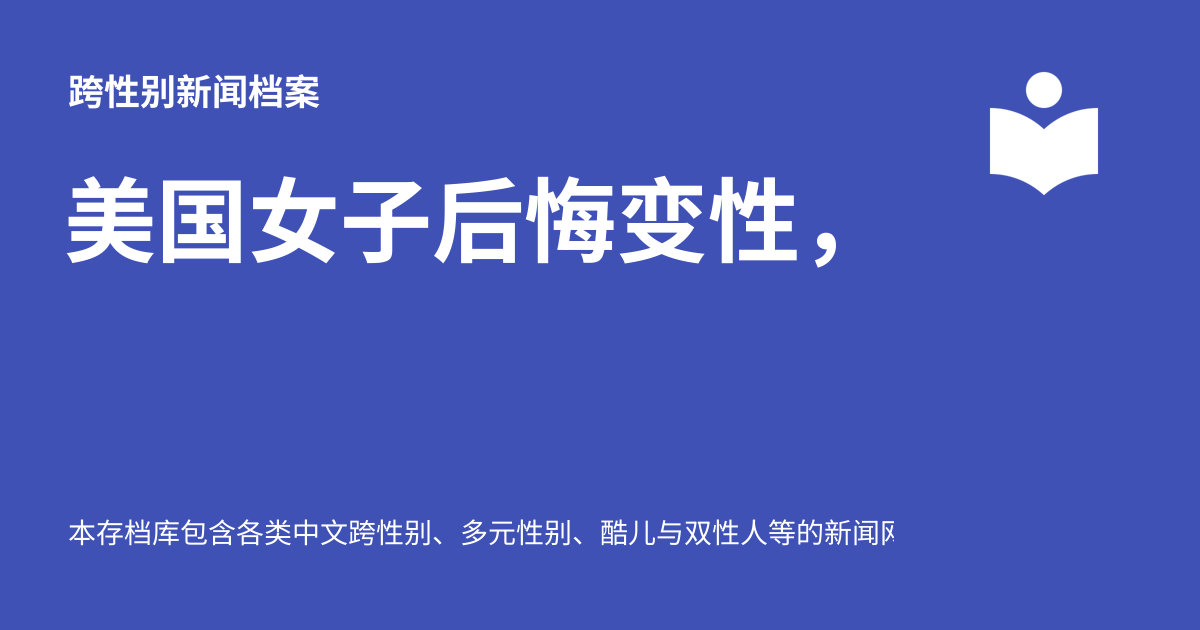 跨性别新闻档案
美国女子后悔变性，
本存档库包含各类中文跨性别、多元性别、酷儿与双性人等的新闻